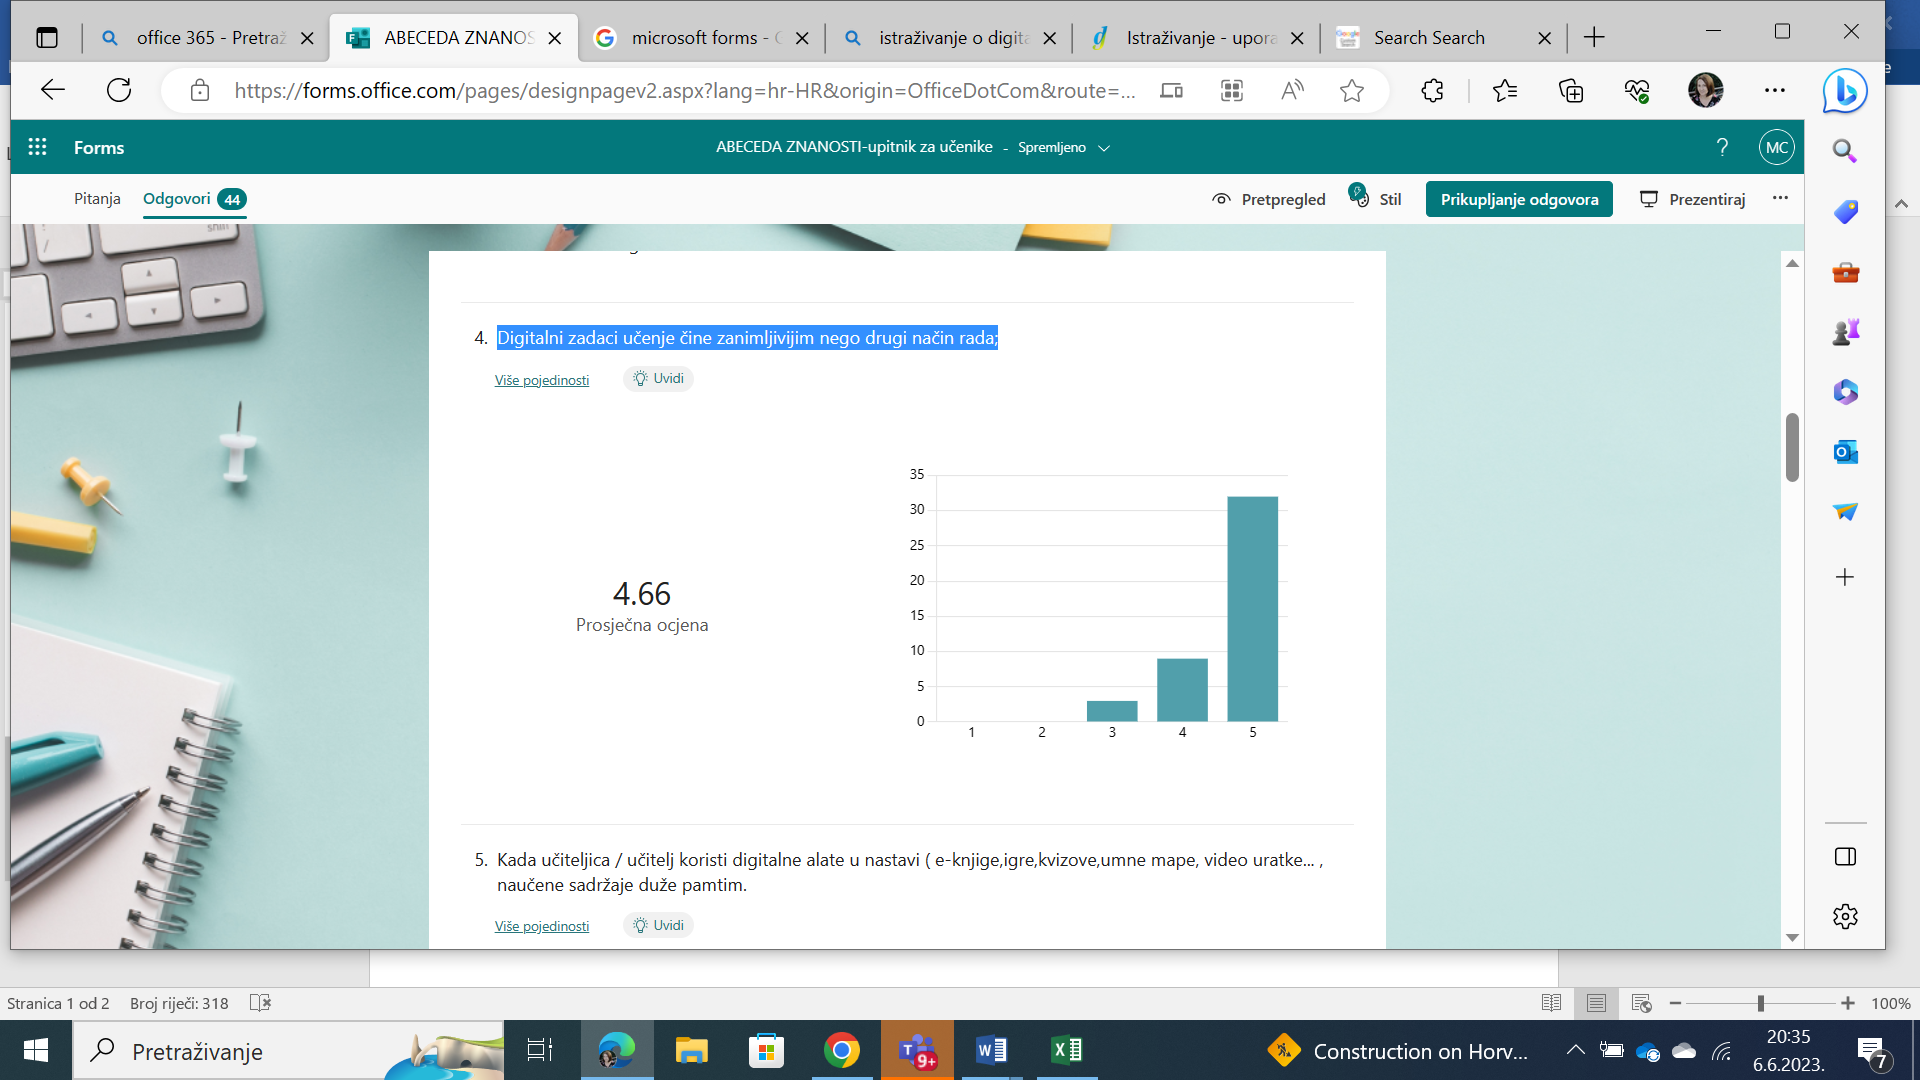 office 365 - Pretraž
ABECEDA ZNANOS
microsoft forms - G
istraživanje o digita
Istraživanje - upora
Search Search
https://forms.office.com/pages/designpagev2.aspx?lang=hr-HR&origin=OfficeDotCom&route=...
Forms
ABECEDA ZNANOSTI-upitnik za učenike - Spremljeno
?
MC
Pitanja
Odgovori 44
Pretpregled
Stil
Prikupljanje odgovora
Prezentiraj
shift
4. Digitalni zadaci učenje čine zanimljivijim nego drugi način rada;
Više pojedinosti
Uvidi
35
30
25
20
15
10
5
0
1 2 3 4 5
4.66
Prosječna ocjena
5. Kada učiteljica / učitelj koristi digitalne alate u nastavi ( e-knjige,igre,kvizove,umne mape, video uratke... ,
naučene sadržaje duže pamtim.
Više pojedinosti
Uvidi
Stranica 1 od 2
Broj riječi: 318
100%
Pretraživanje
9+
Construction on Horv...
20:35
6.6.2023.
7